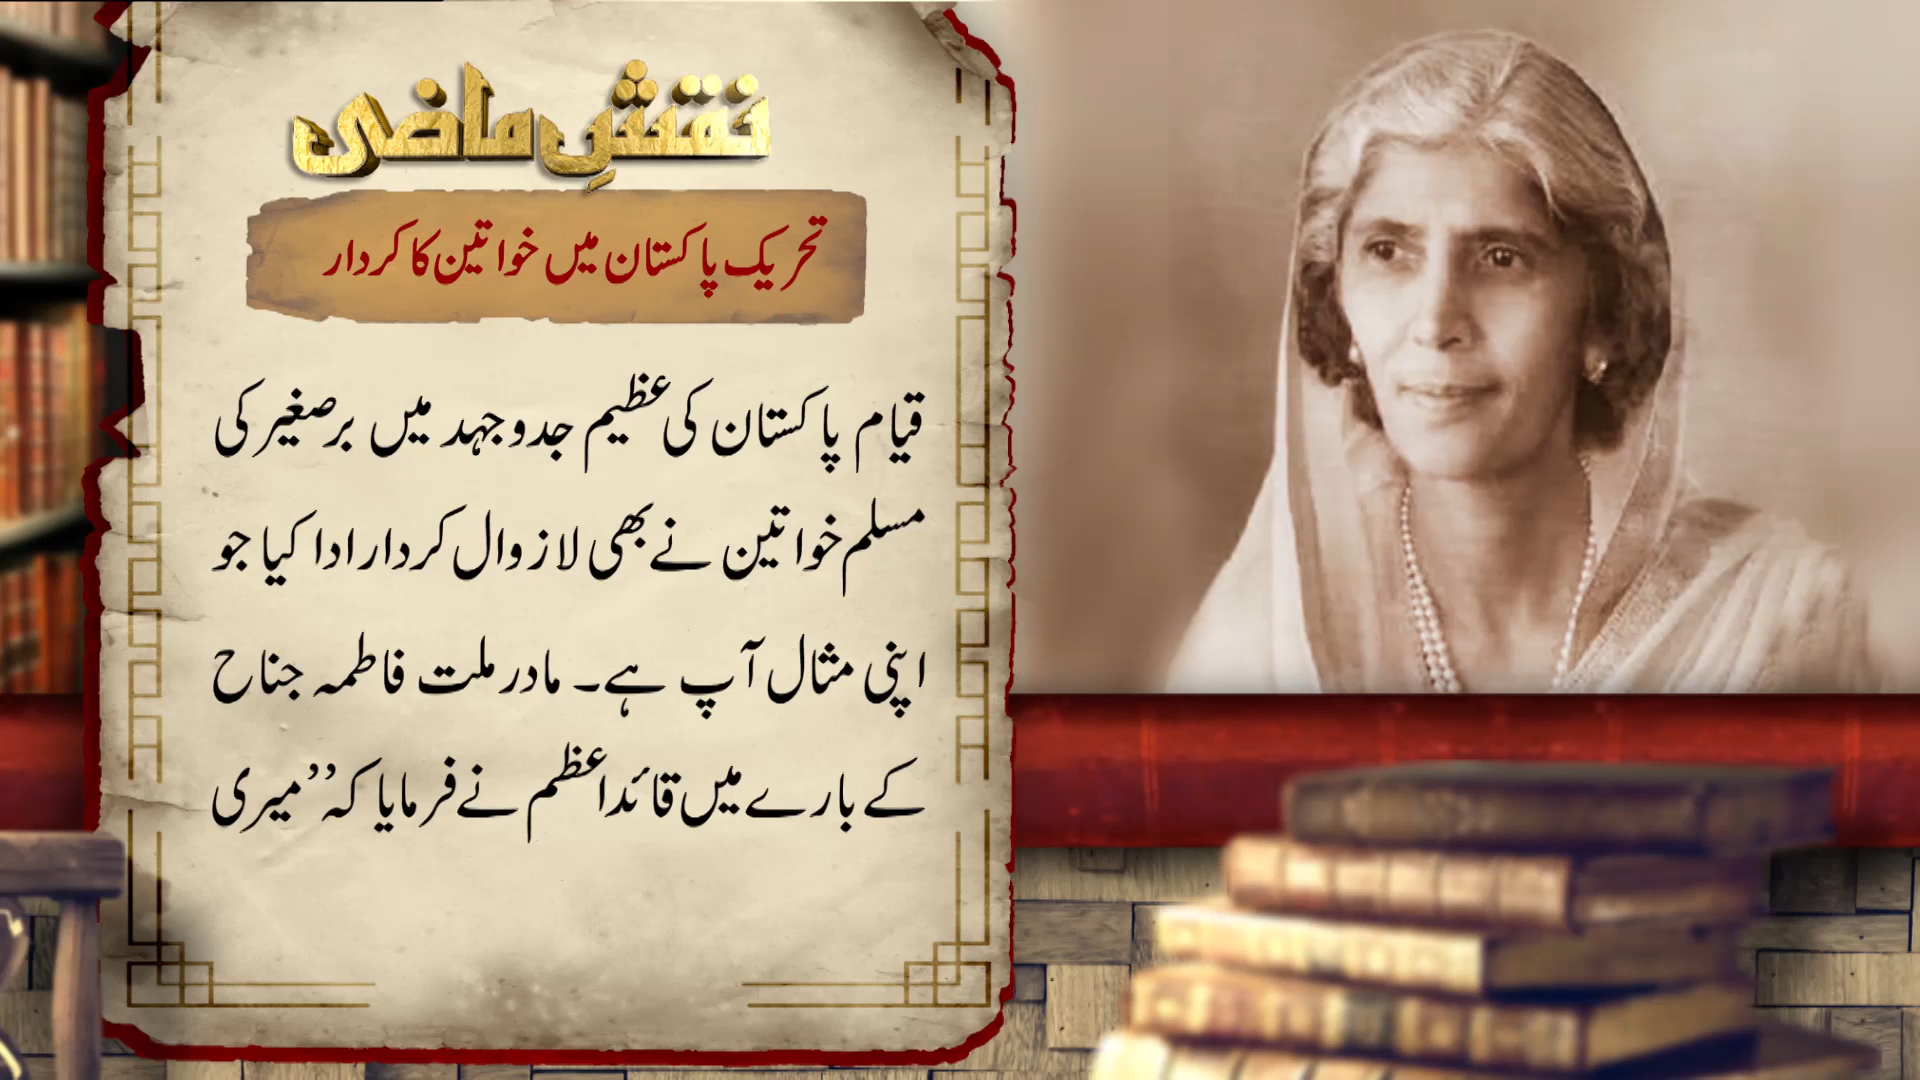 نقشِ ماضی
تحریک پاکستان میں خواتین کا کردار
قیام پاکستان کی عظیم جدوجہد میں برصغیر کی
مسلم خواتین نے بھی لازوال کردار ادا کیا جو
اپنی مثال آپ ہے۔ مادر ملت فاطمہ جناح
کے بارے میں قائداعظم نے فرمایا کہ ’’میری